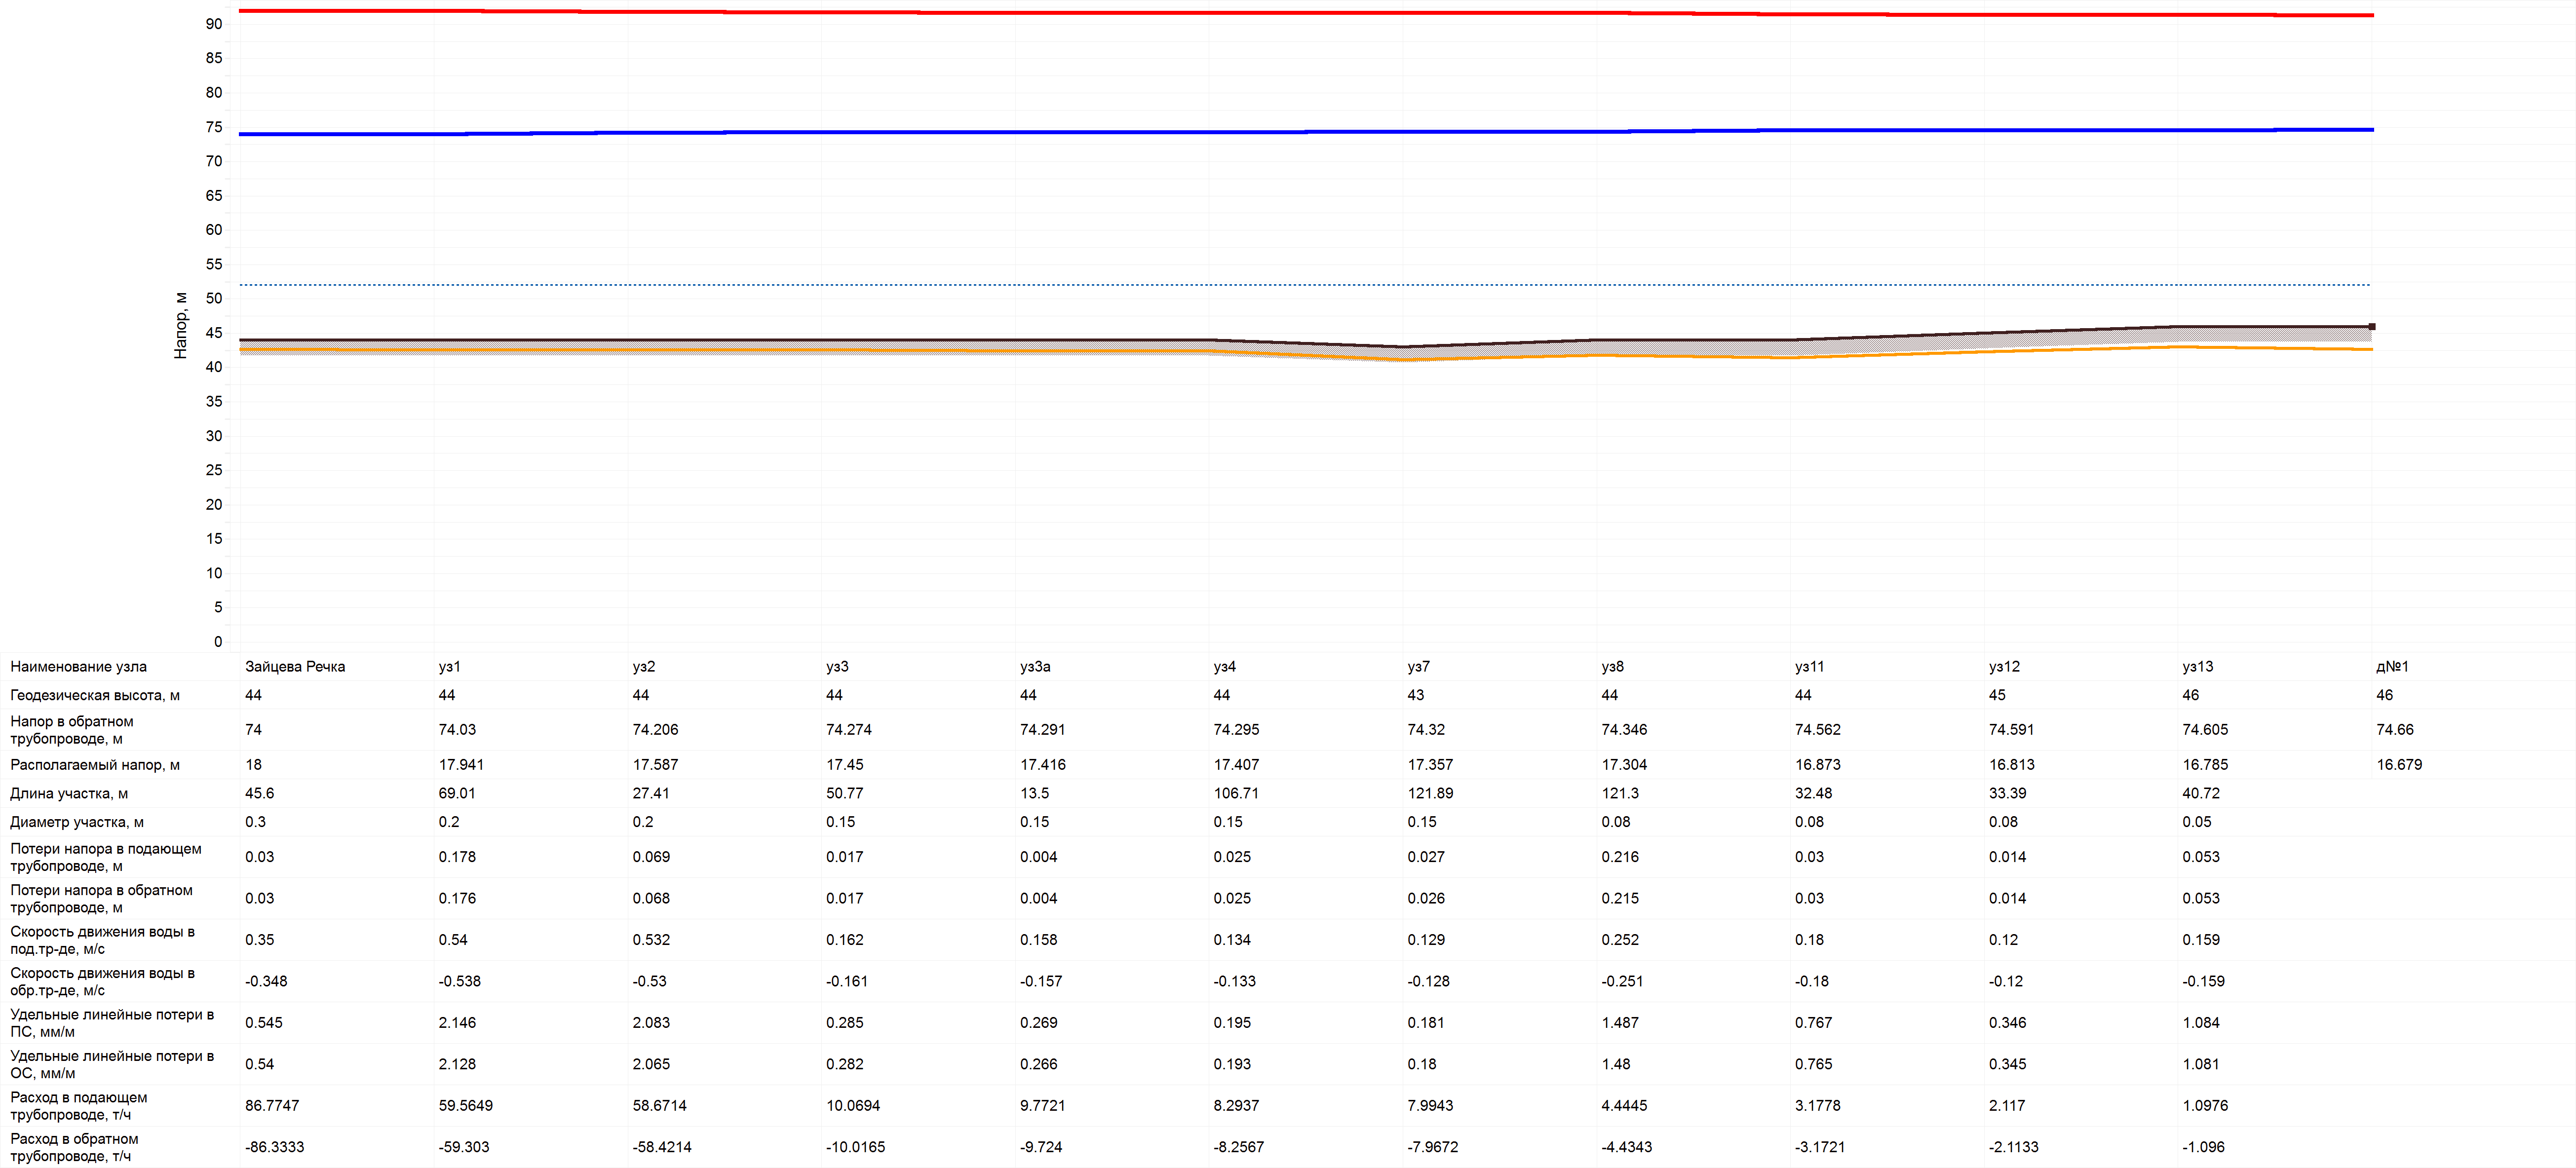 90
85
80
75
70
65
60
55
50
45
40
35
30
25
20
15
10
5
0
Напор, м
Наименование узла Зайцева Речка уз1 уз2 уз3 уз3а уз4 уз7 уз8 уз11 уз12 уз13 д№1
Геодезическая высота, м 44 44 44 44 44 44 43 44 44 45 46 46
Напор в обратном
трубопроводе, м 74 74.03 74.206 74.274 74.291 74.295 74.32 74.346 74.562 74.591 74.605 74.66
Располагаемый напор, м 18 17.941 17.587 17.45 17.416 17.407 17.357 17.304 16.873 16.813 16.785 16.679
Длина участка, м 45.6 69.01 27.41 50.77 13.5 106.71 121.89 121.3 32.48 33.39 40.72
Диаметр участка, м 0.3 0.2 0.2 0.15 0.15 0.15 0.15 0.08 0.08 0.08 0.05
Потери напора в подающем
трубопроводе, м 0.03 0.178 0.069 0.017 0.004 0.025 0.027 0.216 0.03 0.014 0.053
Потери напора в обратном
трубопроводе, м 0.03 0.176 0.068 0.017 0.004 0.025 0.026 0.215 0.03 0.014 0.053
Скорость движения воды в
под.тр-де, м/с 0.35 0.54 0.532 0.162 0.158 0.134 0.129 0.252 0.18 0.12 0.159
Скорость движения воды в
обр.тр-де, м/с -0.348 -0.538 -0.53 -0.161 -0.157 -0.133 -0.128 -0.251 -0.18 -0.12 -0.159
Удельные линейные потери в
ПС, мм/м 0.545 2.146 2.083 0.285 0.269 0.195 0.181 1.487 0.767 0.346 1.084
Удельные линейные потери в
ОС, мм/м 0.54 2.128 2.065 0.282 0.266 0.193 0.18 1.48 0.765 0.345 1.081
Расход в подающем
трубопроводе, т/ч 86.7747 59.5649 58.6714 10.0694 9.7721 8.2937 7.9943 4.4445 3.1778 2.117 1.0976
Расход в обратном
трубопроводе, т/ч -86.3333 -59.303 -58.4214 -10.0165 -9.724 -8.2567 -7.9672 -4.4343 -3.1721 -2.1133 -1.096